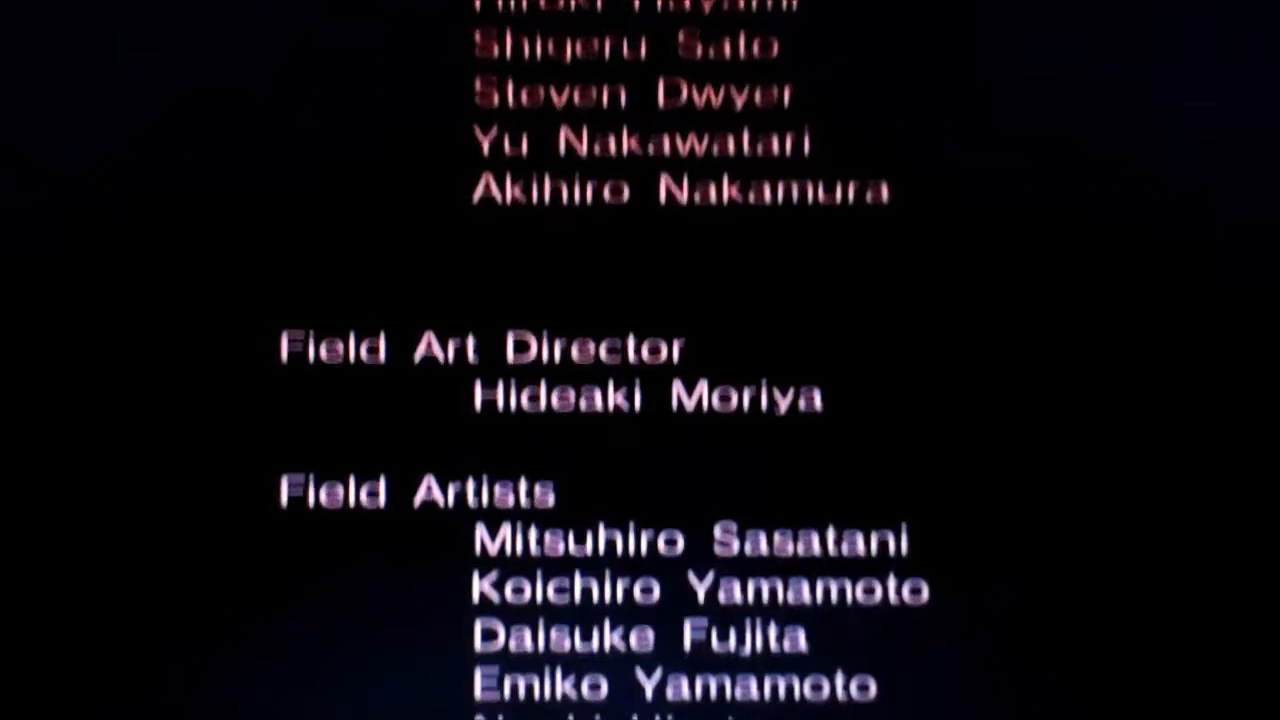 Shigeru Sato
Steven Dwyer
Yu Nakawatari
Akihiro Nakamura
Field Art Director
Hideaki Moriya
Field Artists
Mitsuhiro Sasatani
Koichiro Yamamoto
Daisuke Fujita
Emiko Yamamoto